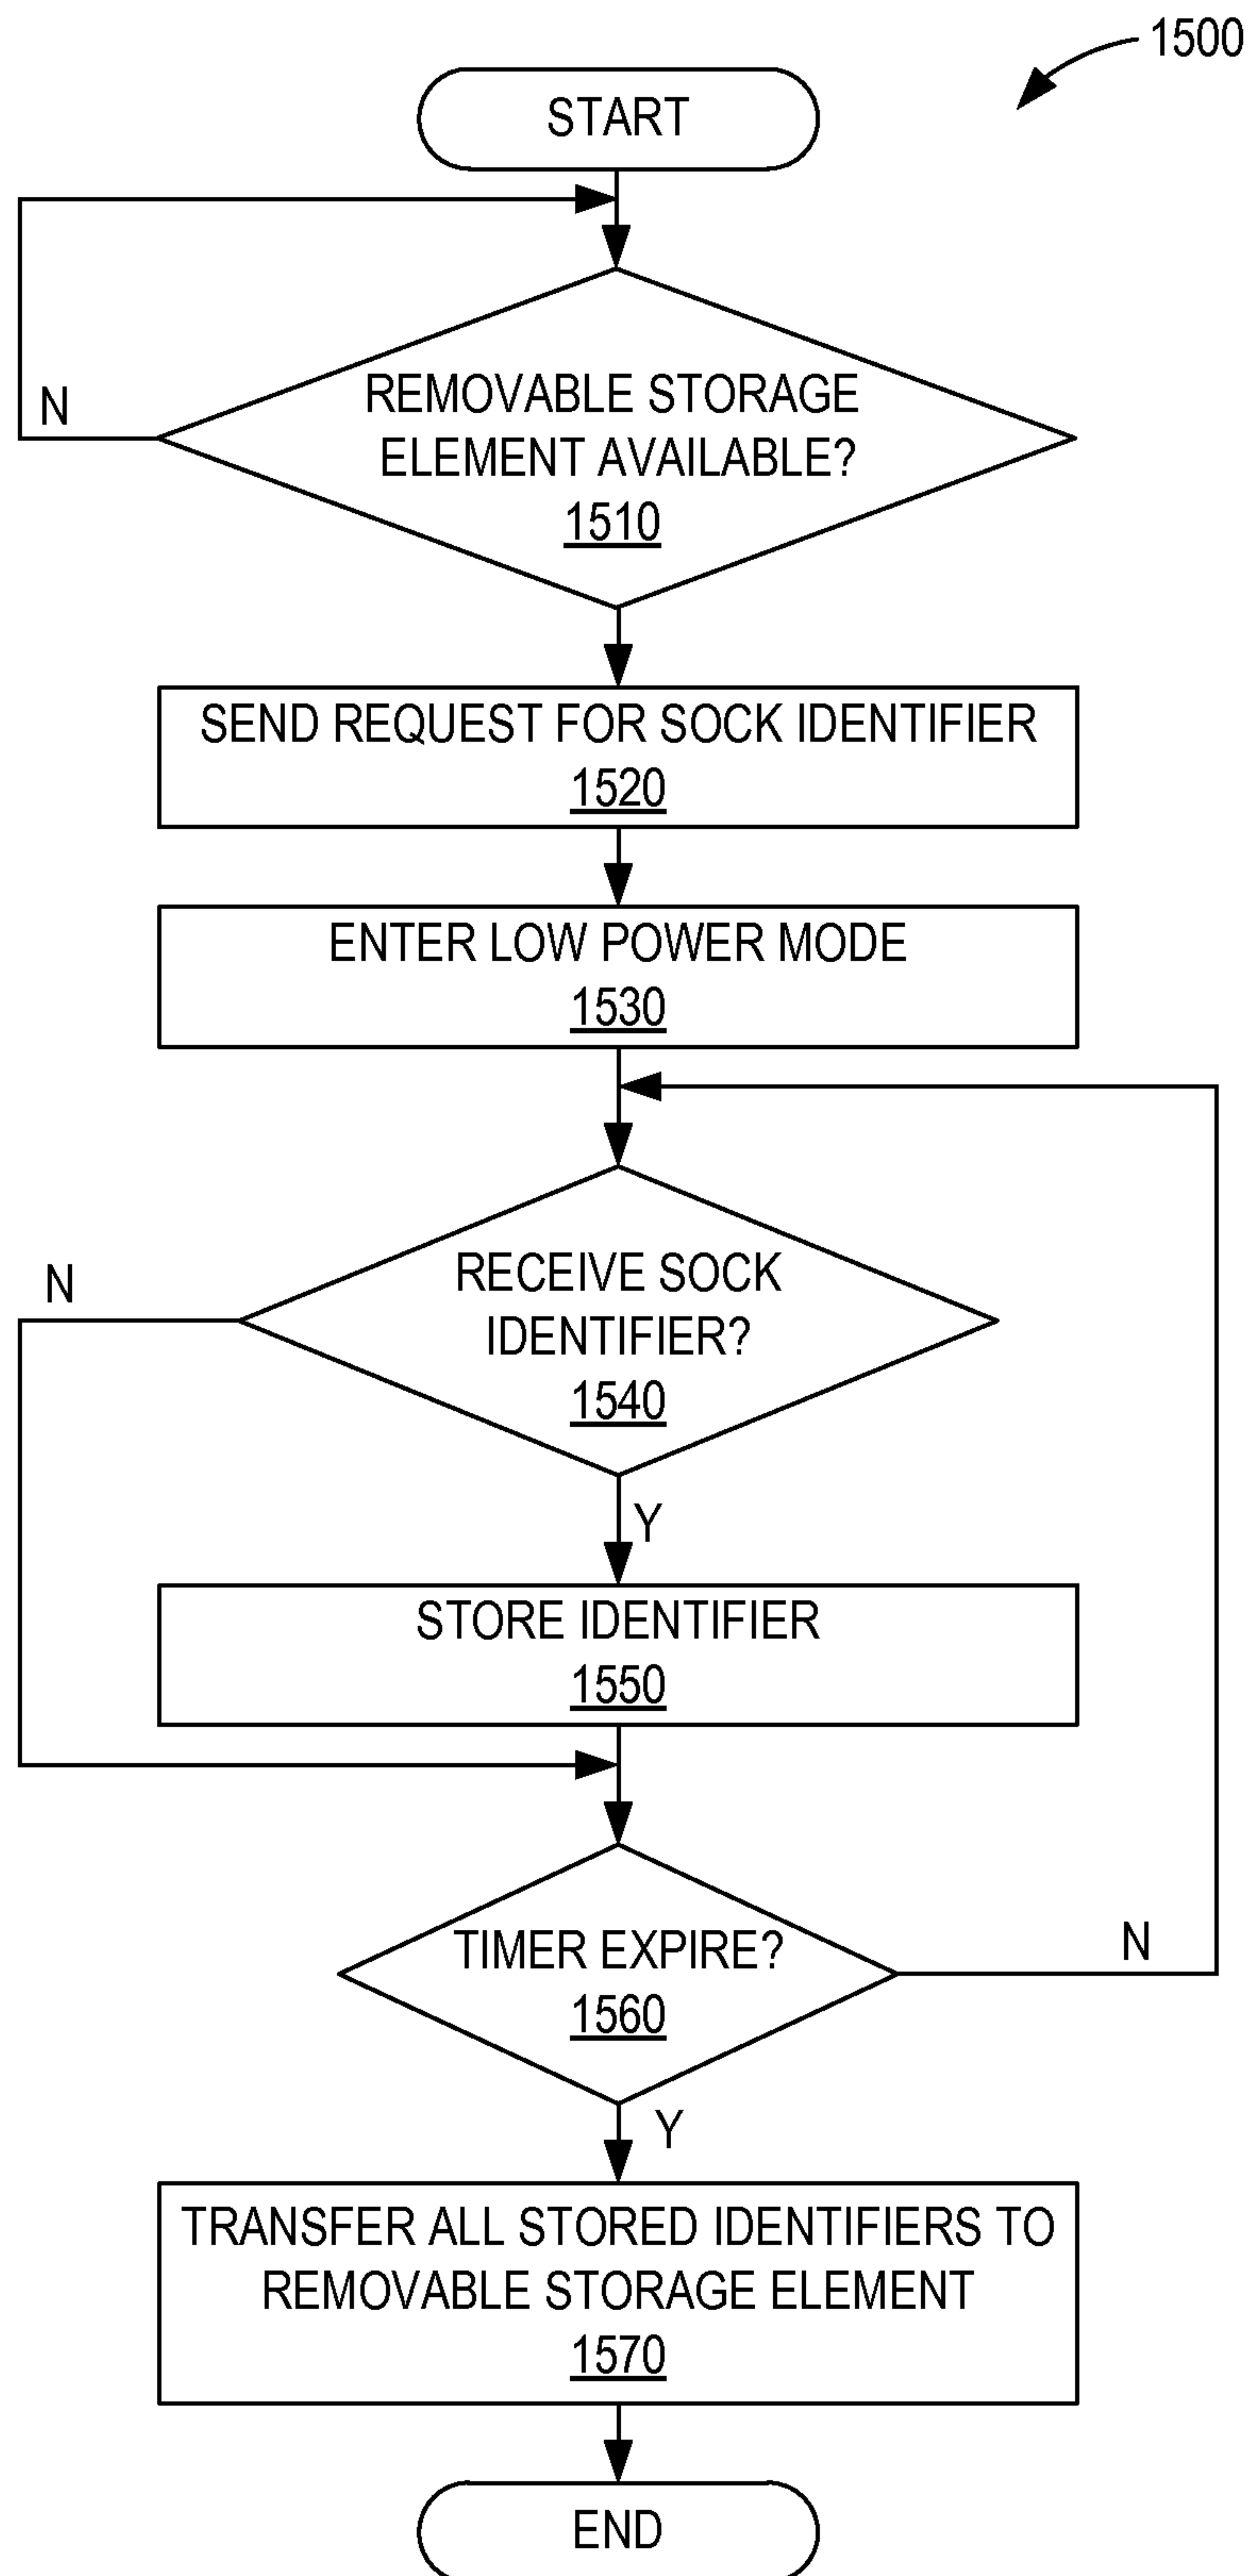 1500
START
REMOVABLE STORAGE
N
ELEMENT AVAILABLE?
1510
SEND REQUEST FOR SOCK IDENTIFIER
1520
ENTER LOW POWER MODE
1530
RECEIVE SOCK
N
IDENTIFIER?
1540
Y
STORE IDENTIFIER
1550
TIMER EXPIRE?
N
1560
Y
TRANSFER ALL STORED IDENTIFIERS TO
REMOVABLE STORAGE ELEMENT
1570
END